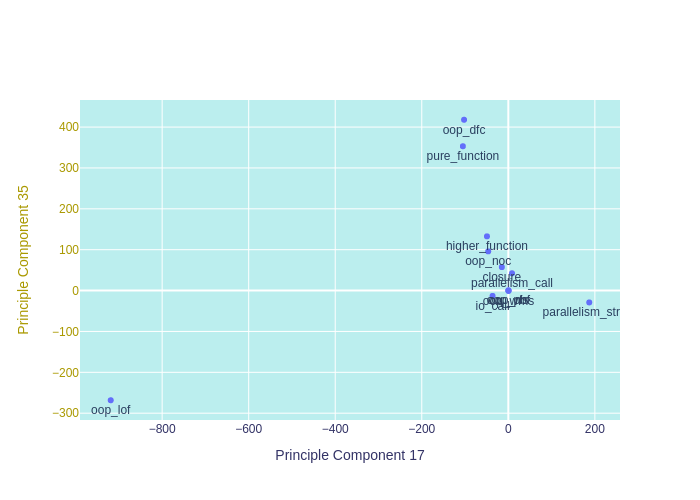 400
300
200
100
0
−100
−200
−300
Principle Component 35
oop_dfc
pure_function
higher_function
oop_noc
closure
parallelism_call
io_call
parallelism_str
oop_lof
−800
−600
−400
−200
0
200
Principle Component 17